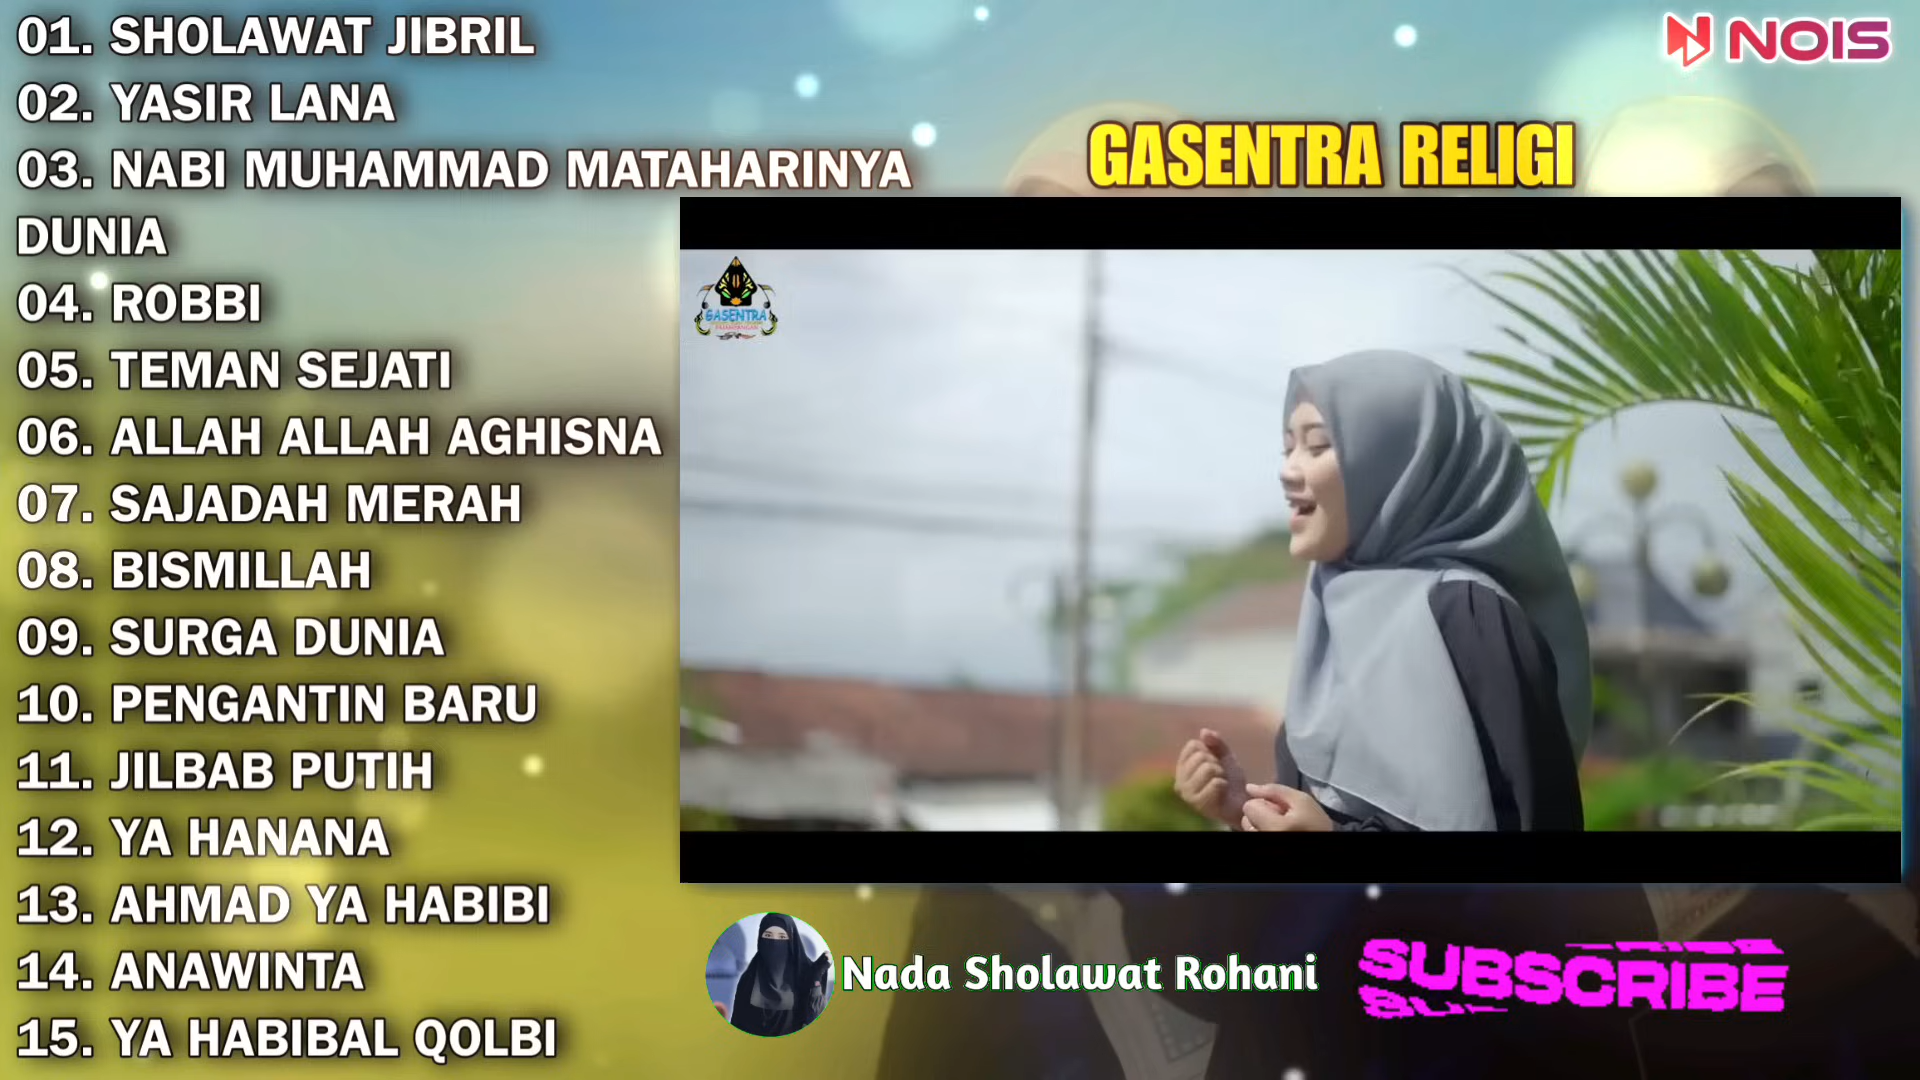 01. SHOLAWAT JIBRIL
02. YASIR LANA
03. NABI MUHAMMAD MATAHARINYA
DUNIA
04. ROBBI
05. TEMAN SEJATI
06. ALLAH ALLAH AGHISNA
07. SAJADAH MERAH
08. BISMILLAH
09. SURGA DUNIA
10. PENGANTIN BARU
11. JILBAB PUTIH
12. YA HANANA
13. AHMAD YA HABIBI
14. ANAWINTA
15. YA HABIBAL QOLBI
NOIS
GASENTRA RELIGI
GASENTRA
Nada Sholawat Rohani
SUBSCRIBE